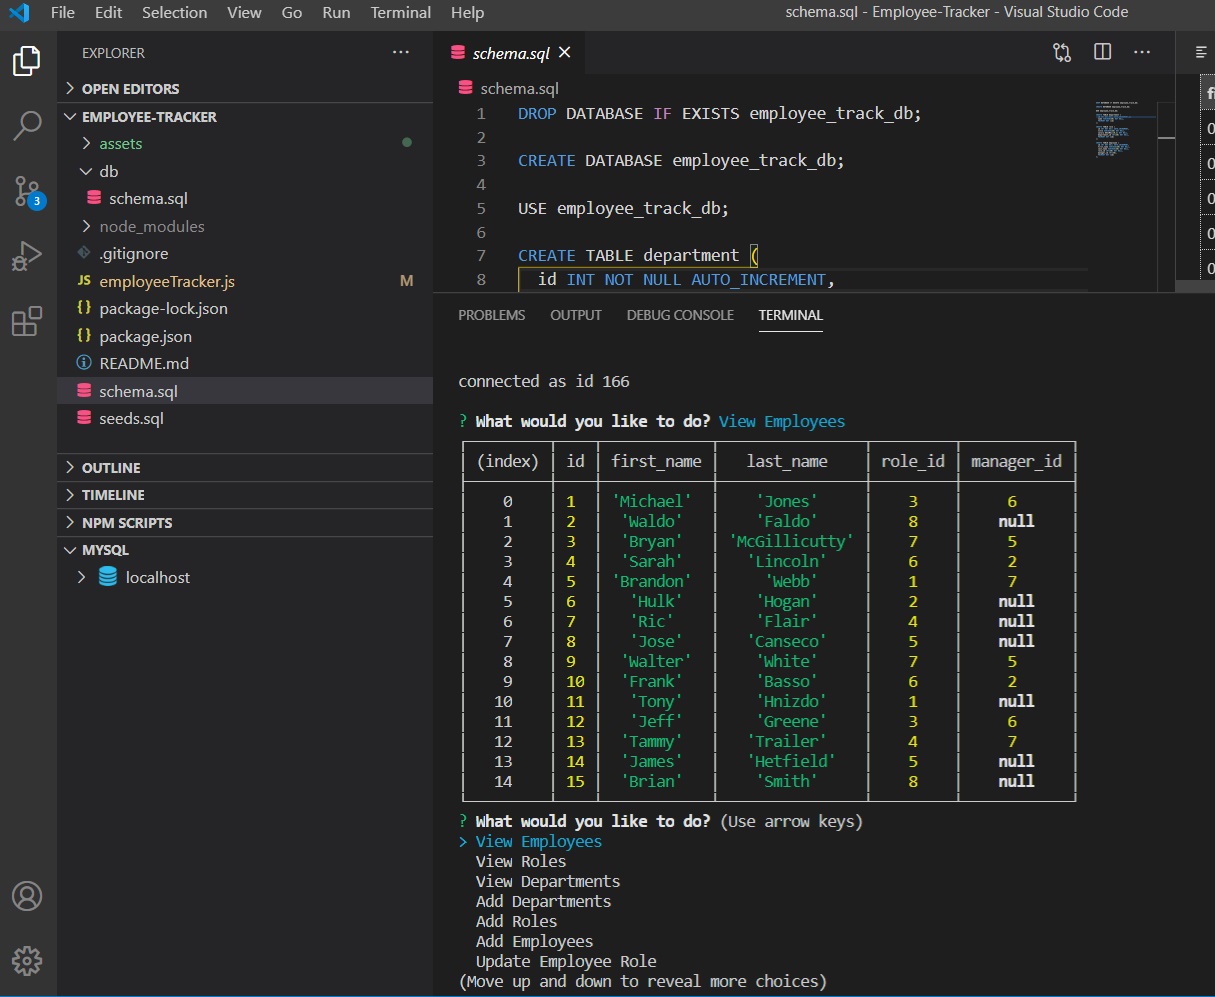 File Edit Selection View Go Run Terminal Help
schema.sql - Employee-Tracker - Visual Studio Code
EXPLORER
OPEN EDITORS
EMPLOYEE-TRACKER
assets
db
schema.sql
node_modules
.gitignore
JS employeeTracker.js M
{} package-lock.json
{} package.json
README.md
schema.sql
seeds.sql
OUTLINE
TIMELINE
NPM SCRIPTS
MYSQL
localhost
3
schema.sql
schema.sql
1 DROP DATABASE IF EXISTS employee_track_db;
2
3 CREATE DATABASE employee_track_db;
4
5 USE employee_track_db;
6
7 CREATE TABLE department (
8 id INT NOT NULL AUTO_INCREMENT,
PROBLEMS OUTPUT DEBUG CONSOLE TERMINAL
connected as id 166
? What would you like to do? View Employees
(index) id first_name last_name role_id manager_id
0 1 'Michael' 'Jones' 3 6
1 2 'Waldo' 'Faldo' 8 null
2 3 'Bryan' 'McGillicutty' 7 5
3 4 'Sarah' 'Lincoln' 6 2
4 5 'Brandon' 'Webb' 1 7
5 6 'Hulk' 'Hogan' 2 null
6 7 'Ric' 'Flair' 4 null
7 8 'Jose' 'Canseco' 5 null
8 9 'Walter' 'White' 7 5
9 10 'Frank' 'Basso' 6 2
10 11 'Tony' 'Hnizdo' 1 null
11 12 'Jeff' 'Greene' 3 6
12 13 'Tammy' 'Trailer' 4 7
13 14 'James' 'Hetfield' 5 null
14 15 'Brian' 'Smith' 8 null
? What would you like to do? (Use arrow keys)
> View Employees
View Roles
View Departments
Add Departments
Add Roles
Add Employees
Update Employee Role
(Move up and down to reveal more choices)